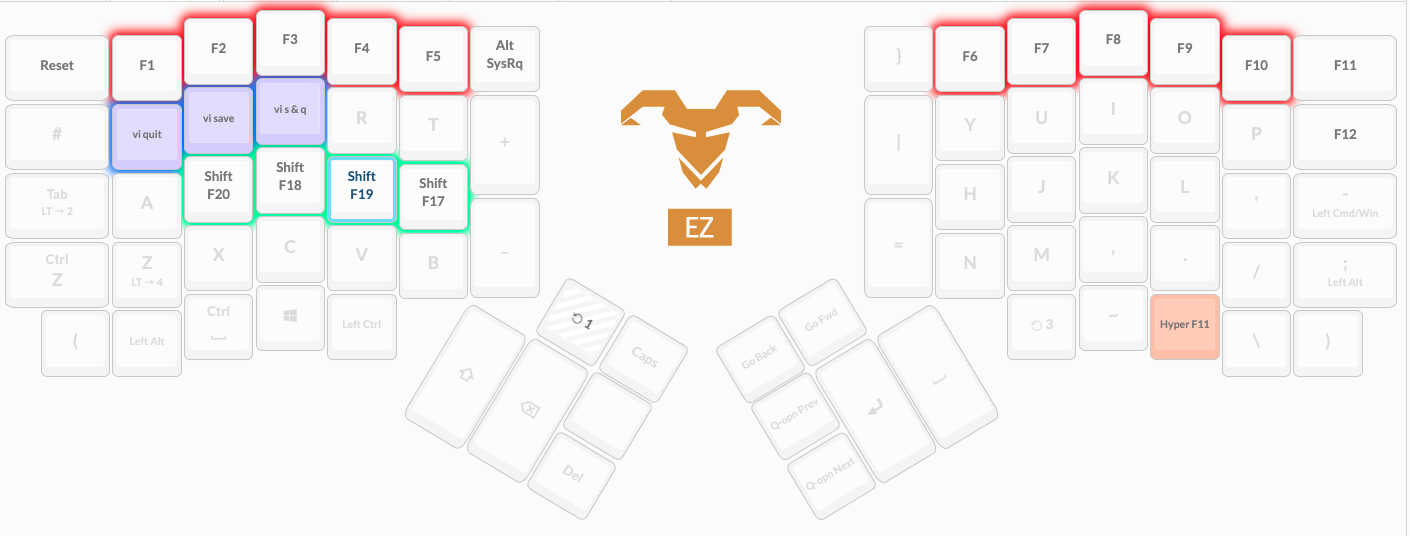 Reset
F1
F2
F3
F4
F5
Alt
SysRq
}
F6
F7
F8
F9
F10
F11
#
vi quit
vi save
vi s & q
R
T
+
|
Y
U
I
O
P
F12
Tab
LT → 2
A
Shift
F20
Shift
F18
Shift
F19
Shift
F17
H
J
K
L
'
-
Left Cmd/Win
Ctrl
Z
Z
LT → 4
X
C
V
B
-
=
N
M
,
.
/
;
Left Alt
(
Left Alt
Ctrl
Left Ctrl
3
~
Hyper F11
\
)
1
Caps
Del
Go Fwd
Go Back
Q-opn Prev
Q-opn Next
EZ